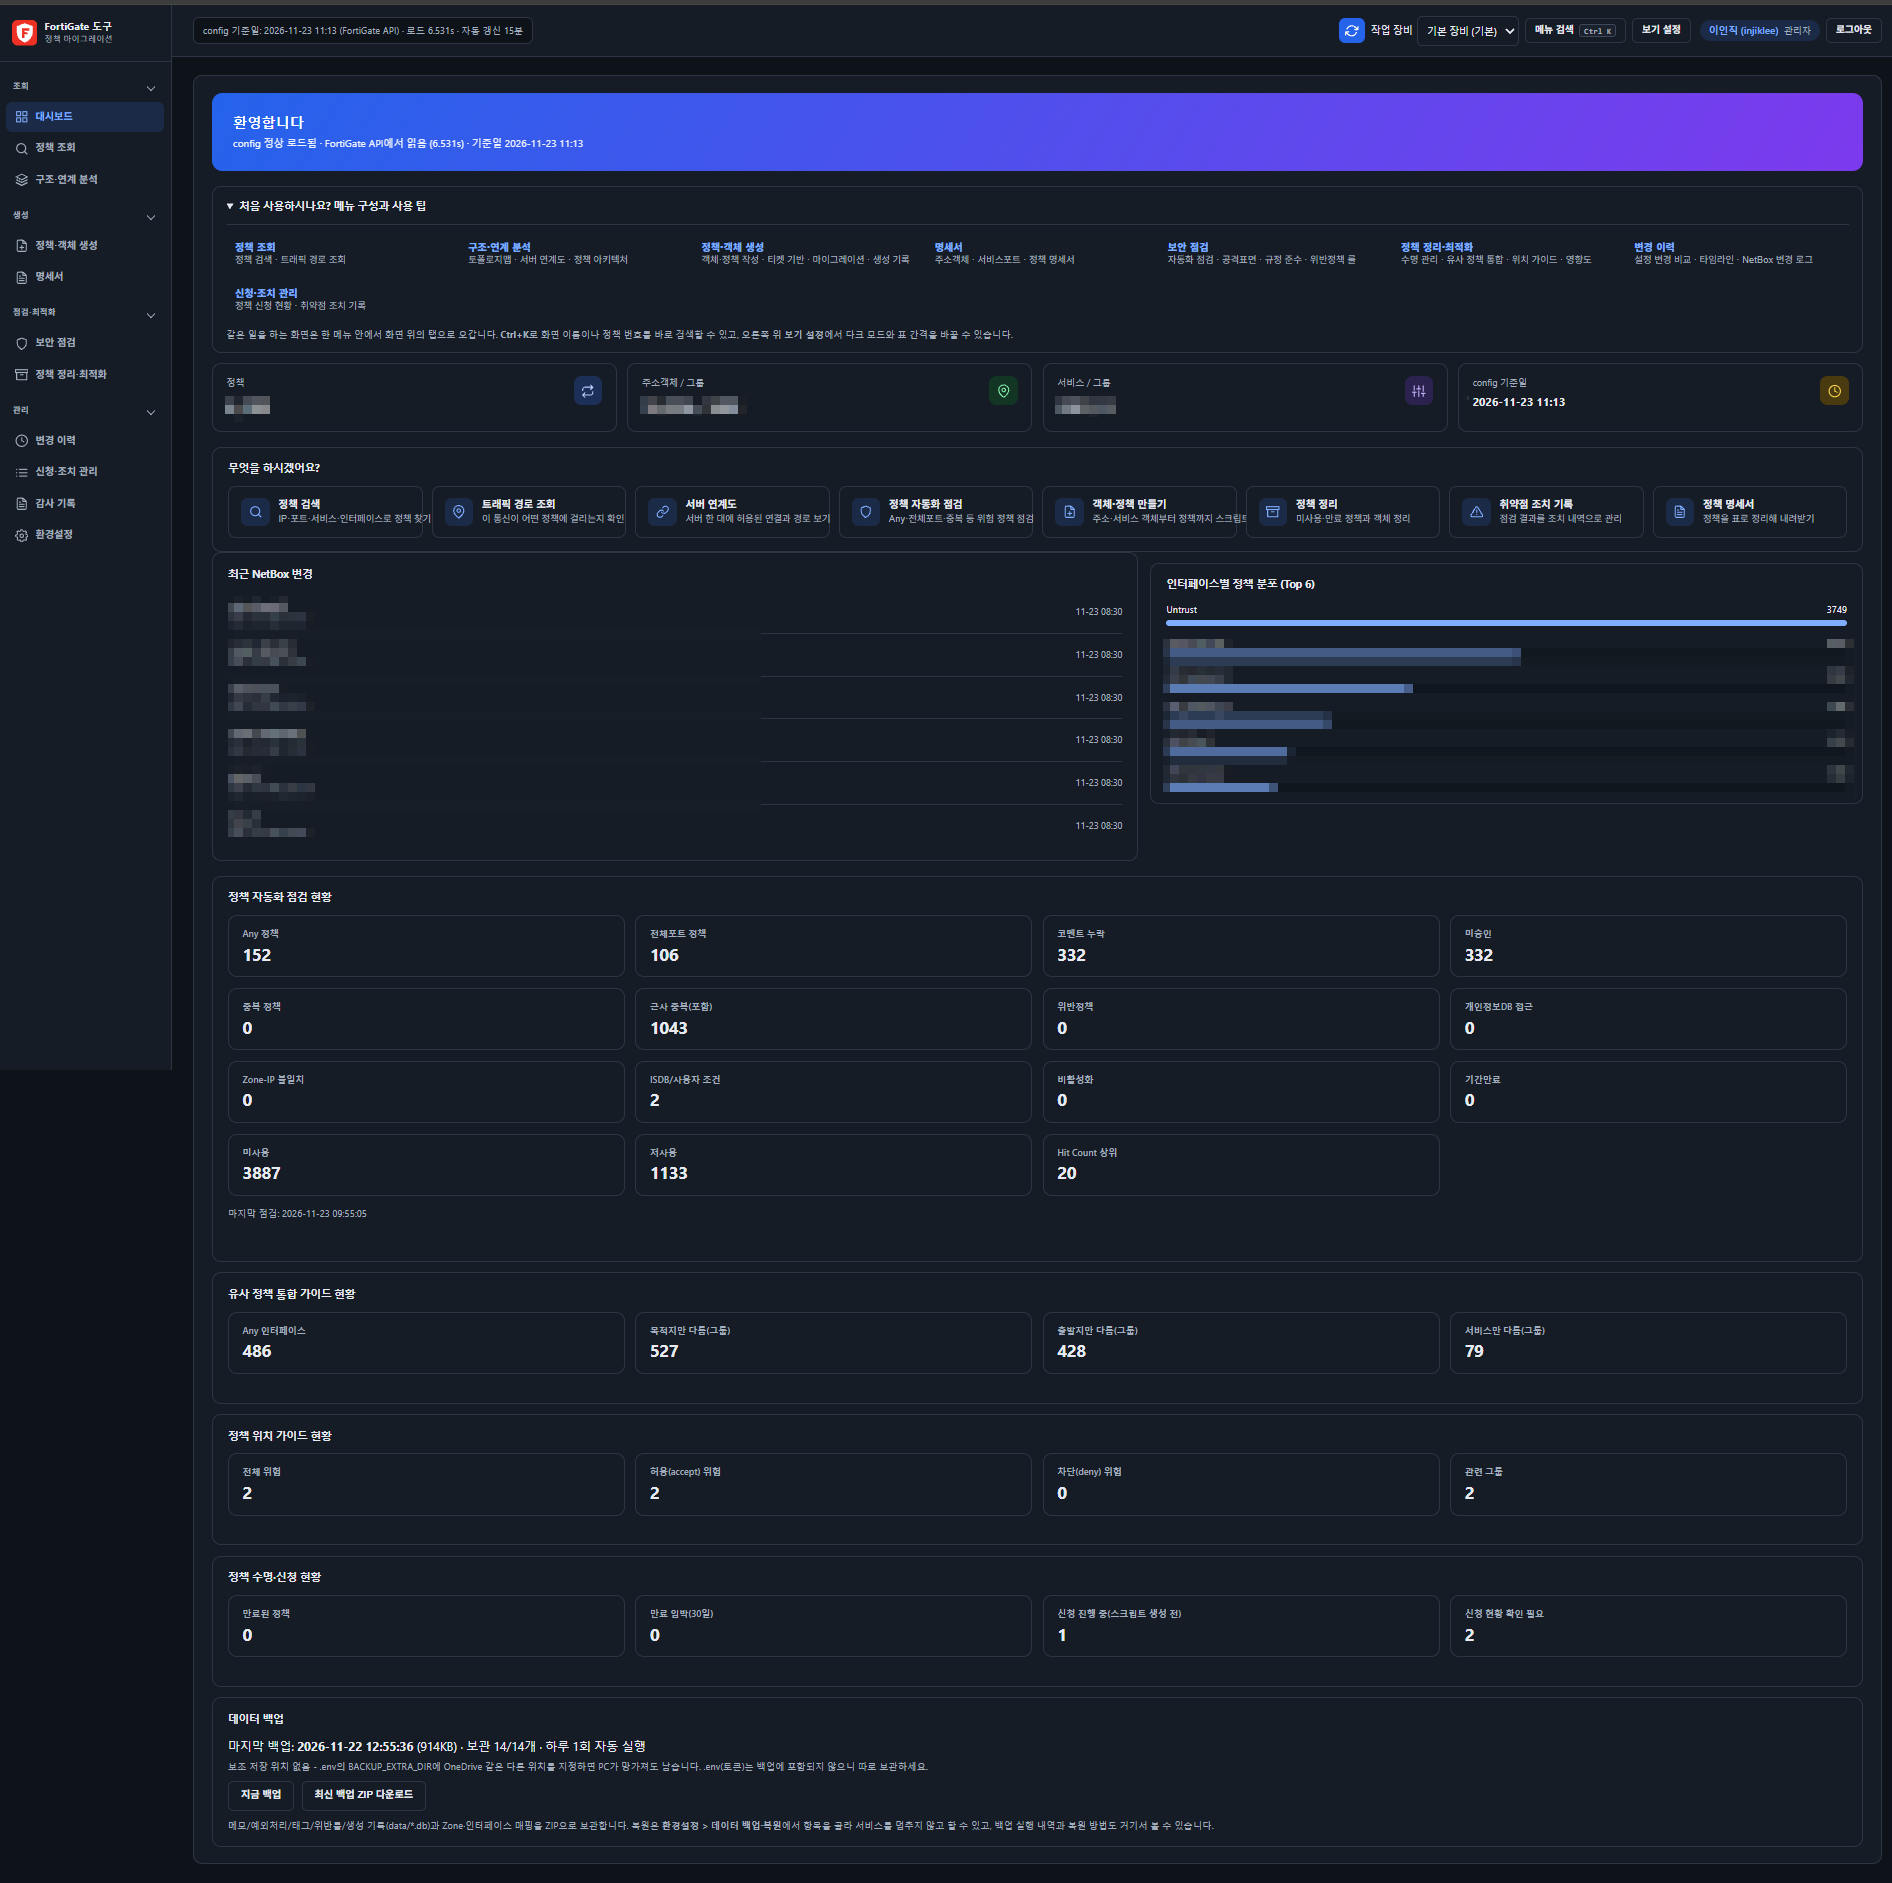 FortiGate 도구
정책 마이그레이션
config 기준일: 2026-11-23 11:13 (FortiGate API) · 로드 6.531s · 자동 갱신 15분
작업 장비
기본 장비 (기본)
메뉴 검색 Ctrl K
보기 설정
이인직 (injiklee) 관리자
로그아웃
조회
대시보드
정책 조회
구조·연계 분석
생성
정책·객체 생성
명세서
점검·최적화
보안 점검
정책 정리·최적화
관리
변경 이력
신청·조치 관리
감사 기록
환경설정
환영합니다
config 정상 로드됨 · FortiGate API에서 읽음 (6.531s) · 기준일 2026-11-23 11:13
▼ 처음 사용하시나요? 메뉴 구성과 사용 팁
정책 조회
정책 검색 · 트래픽 경로 조회
구조·연계 분석
토폴로지맵 · 서버 연계도 · 정책 아키텍처
정책·객체 생성
객체·정책 작성 · 티켓 기반 · 마이그레이션 · 생성 기록
명세서
주소객체 · 서비스포트 · 정책 명세서
보안 점검
자동화 점검 · 공격표면 · 규정 준수 · 위반정책 룰
정책 정리·최적화
수명 관리 · 유사 정책 통합 · 위치 가이드 · 영향도
변경 이력
설정 변경 비교 · 타임라인 · NetBox 변경 로그
신청·조치 관리
정책 신청 현황 · 취약점 조치 기록
같은 일을 하는 화면은 한 메뉴 안에서 화면 위의 탭으로 오갑니다. Ctrl+K로 화면 이름이나 정책 번호를 바로 검색할 수 있고, 오른쪽 위 보기 설정에서 다크 모드와 표 간격을 바꿀 수 있습니다.
정책
주소객체 / 그룹
서비스 / 그룹
config 기준일
2026-11-23 11:13
무엇을 하시겠어요?
정책 검색
IP·포트·서비스·인터페이스로 정책 찾기
트래픽 경로 조회
이 통신이 어떤 정책에 걸리는지 확인
서버 연계도
서버 한 대에 허용된 연결과 경로 보기
정책 자동화 점검
Any·전체포트·중복 등 위험 정책 점검
객체·정책 만들기
주소·서비스 객체부터 정책까지 스크립트
정책 정리
미사용·만료 정책과 객체 정리
취약점 조치 기록
점검 결과를 조치 내역으로 관리
정책 명세서
정책을 표로 정리해 내려받기
최근 NetBox 변경
11-23 08:30
11-23 08:30
11-23 08:30
11-23 08:30
11-23 08:30
11-23 08:30
인터페이스별 정책 분포 (Top 6)
Untrust 3749
정책 자동화 점검 현황
Any 정책
152
전체포트 정책
106
코멘트 누락
332
미승인
332
중복 정책
0
근사 중복(포함)
1043
위반정책
0
개인정보DB 접근
0
Zone-IP 불일치
0
ISDB/사용자 조건
2
비활성화
0
기간만료
0
미사용
3887
저사용
1133
Hit Count 상위
20
마지막 점검: 2026-11-23 09:55:05
유사 정책 통합 가이드 현황
Any 인터페이스
486
목적지만 다름(그룹)
527
출발지만 다름(그룹)
428
서비스만 다름(그룹)
79
정책 위치 가이드 현황
전체 위험
2
허용(accept) 위험
2
차단(deny) 위험
0
관련 그룹
2
정책 수명·신청 현황
만료된 정책
0
만료 임박(30일)
0
신청 진행 중(스크립트 생성 전)
1
신청 현황 확인 필요
2
데이터 백업
마지막 백업: 2026-11-22 12:55:36 (914KB) · 보관 14/14개 · 하루 1회 자동 실행
보조 저장 위치 없음 - .env의 BACKUP_EXTRA_DIR에 OneDrive 같은 다른 위치를 지정하면 PC가 망가져도 남습니다. .env(토큰)는 백업에 포함되지 않으니 따로 보관하세요.
지금 백업
최신 백업 ZIP 다운로드
메모/예외처리/태그/위반룰/생성 기록(data/*.db)과 Zone·인터페이스 매핑을 ZIP으로 보관합니다. 복원은 환경설정 > 데이터 백업·복원에서 항목을 골라 서비스를 멈추지 않고 할 수 있고, 백업 실행 내역과 복원 방법도 거기서 볼 수 있습니다.